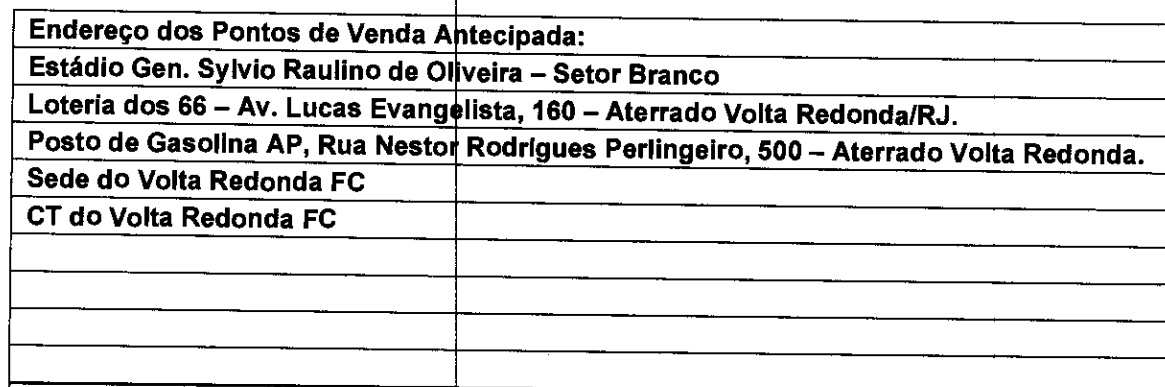 Endereço dos Pontos de Venda Antecipada:
Estádio Gen. Sylvio Raulino de Oliveira – Setor Branco
Loteria dos 66 – Av. Lucas Evangelista, 160 – Aterrado Volta Redonda/RJ.
Posto de Gasolina AP, Rua Nestor Rodrigues Perlingeiro, 500 – Aterrado Volta Redonda.
Sede do Volta Redonda FC
CT do Volta Redonda FC